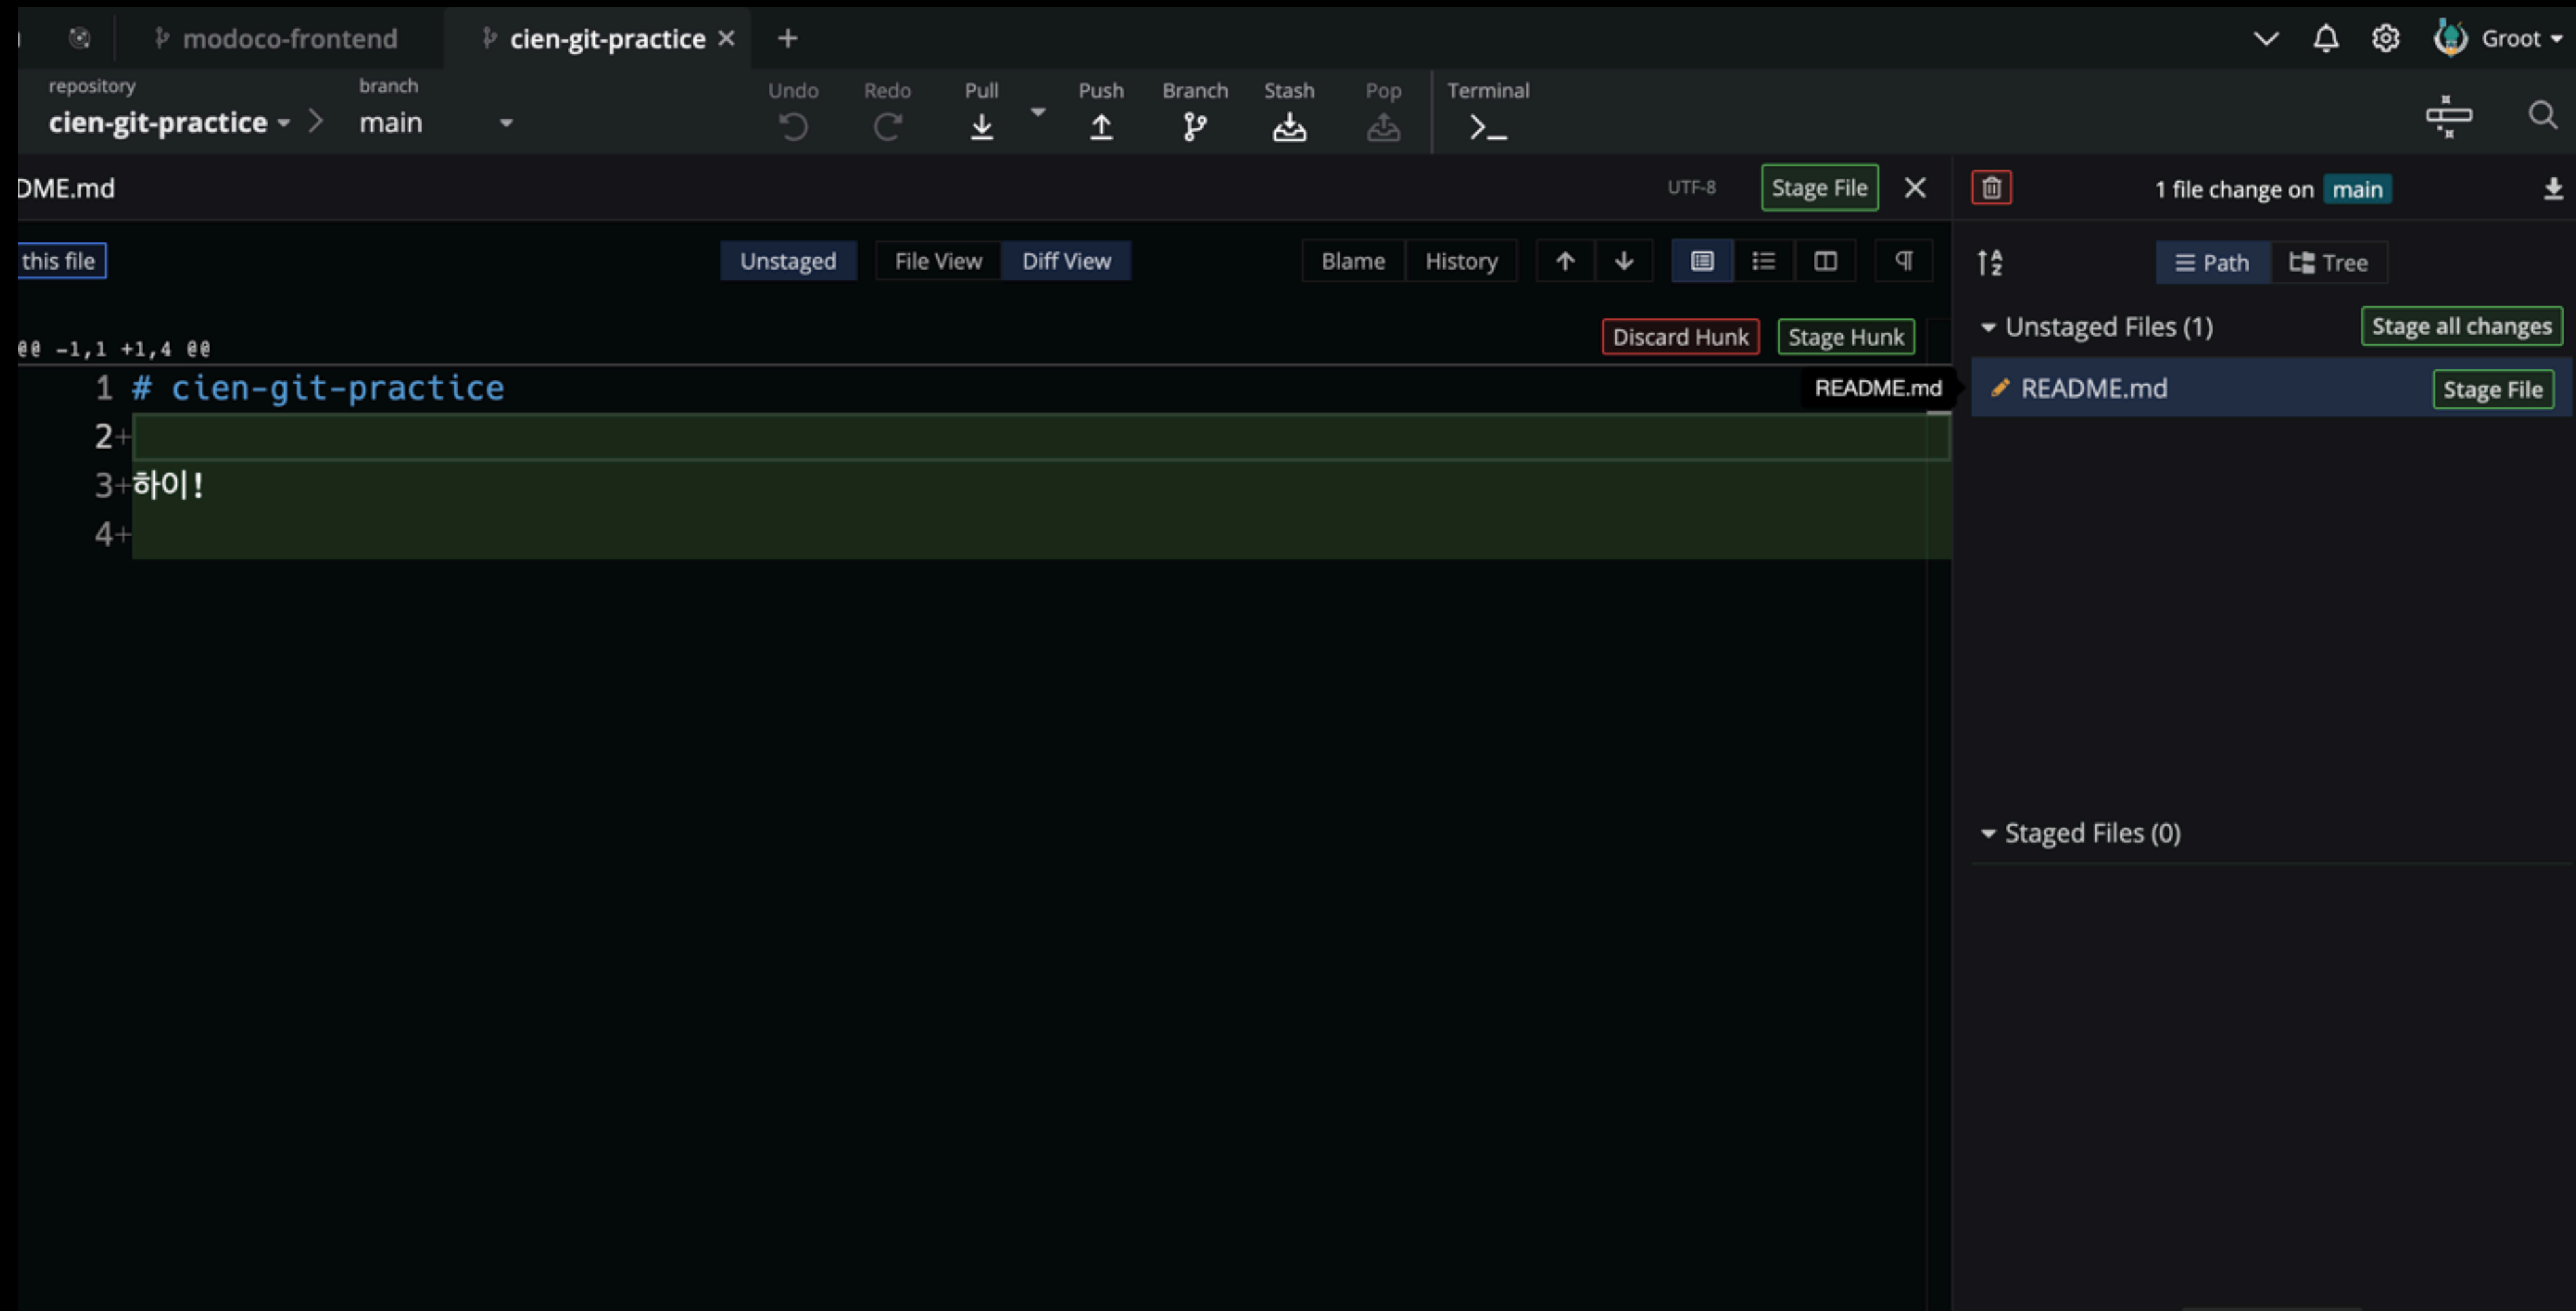 modoco-frontend cien-git-practice Groot
repository branch
cien-git-practice main
Undo Redo Pull Push Branch Stash Pop Terminal
DME.md UTF-8 Stage File
1 file change on main
this file Unstaged File View Diff View Blame History
Path Tree
@@ -1,1 +1,4 @@ Discard Hunk Stage Hunk
Unstaged Files (1) Stage all changes
1 # cien-git-practice
README.md
README.md Stage File
2+
3+하이!
4+
Staged Files (0)